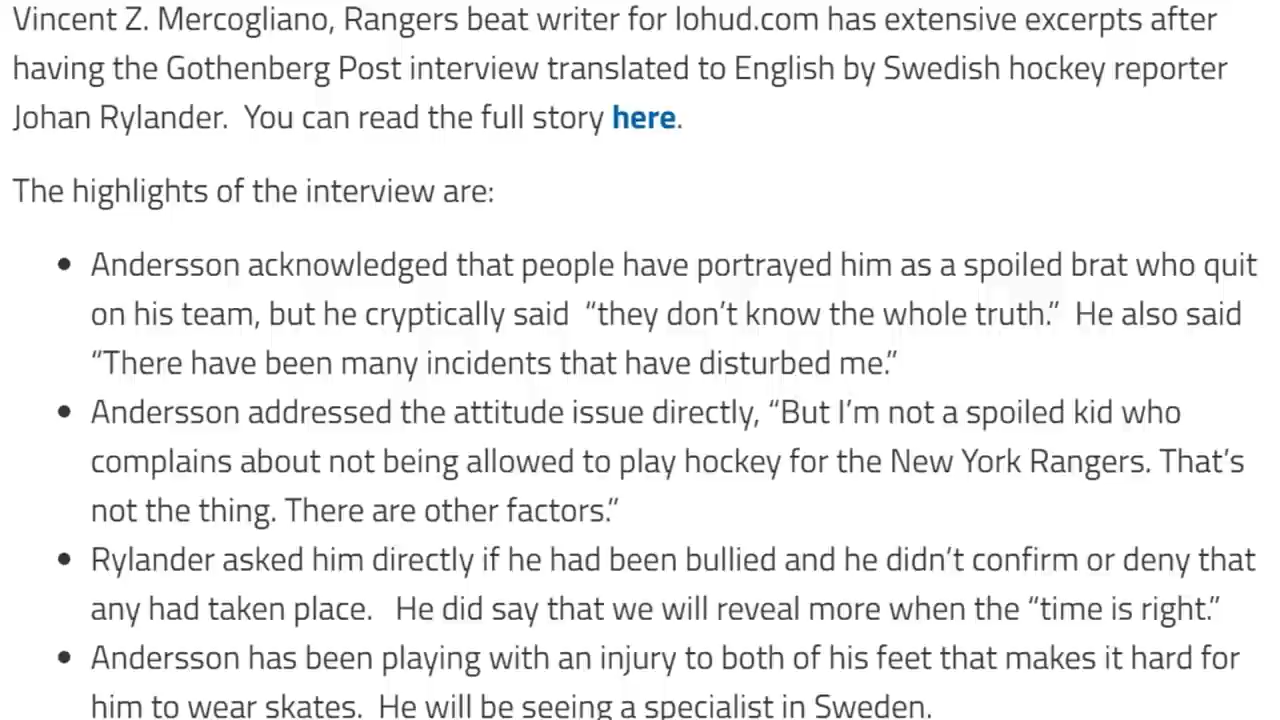 Vincent Z. Mercogliano, Rangers beat writer for lohud.com has extensive excerpts after
having the Gothenberg Post interview translated to English by Swedish hockey reporter
Johan Rylander.  You can read the full story here.
The highlights of the interview are:
• Andersson acknowledged that people have portrayed him as a spoiled brat who quit
on his team, but he cryptically said  “they don’t know the whole truth.”  He also said
“There have been many incidents that have disturbed me.”
• Andersson addressed the attitude issue directly, “But I’m not a spoiled kid who
complains about not being allowed to play hockey for the New York Rangers. That’s
not the thing. There are other factors.”
• Rylander asked him directly if he had been bullied and he didn’t confirm or deny that
any had taken place.   He did say that we will reveal more when the “time is right.”
• Andersson has been playing with an injury to both of his feet that makes it hard for
him to wear skates.  He will be seeing a specialist in Sweden.